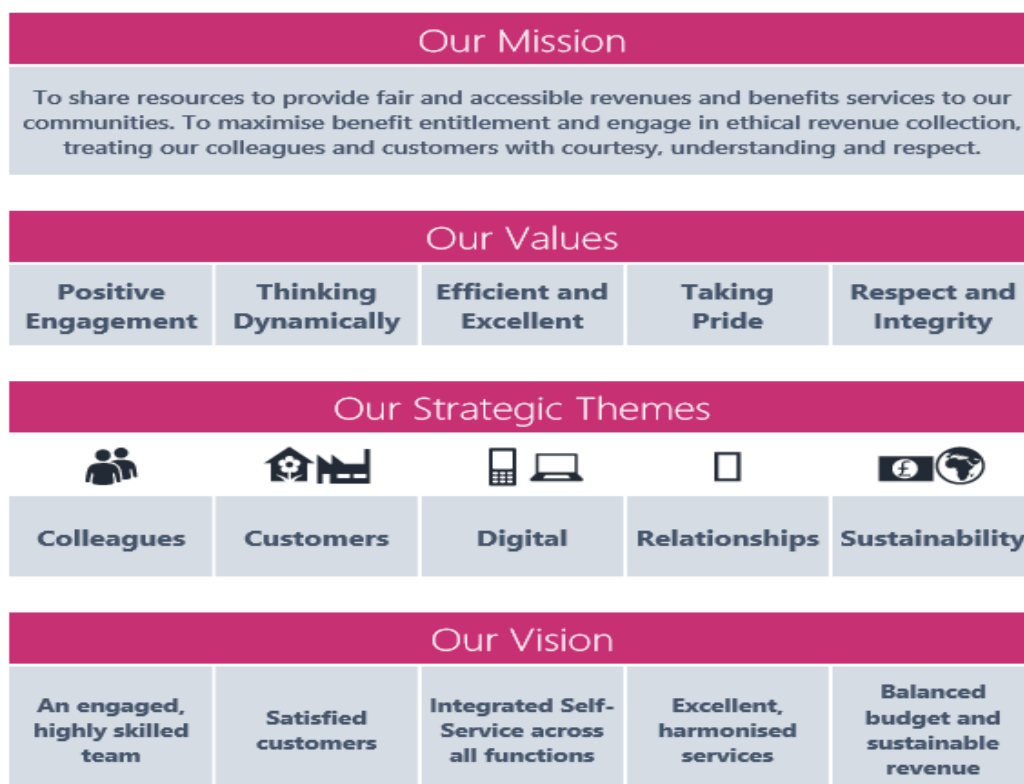 Our Mission
To share resources to provide fair and accessible revenues and benefits services to our
communities. To maximise benefit entitlement and engage in ethical revenue collection,
treating our colleagues and customers with courtesy, understanding and respect.
Our Values
Positive
Engagement
Thinking
Dynamically
Efficient and
Excellent
Taking
Pride
Respect and
Integrity
Our Strategic Themes
£
Colleagues
Customers
Digital
Relationships
Sustainability
Our Vision
An engaged,
highly skilled
team
Satisfied
customers
Integrated Self-
Service across
all functions
Excellent,
harmonised
services
Balanced
budget and
sustainable
revenue